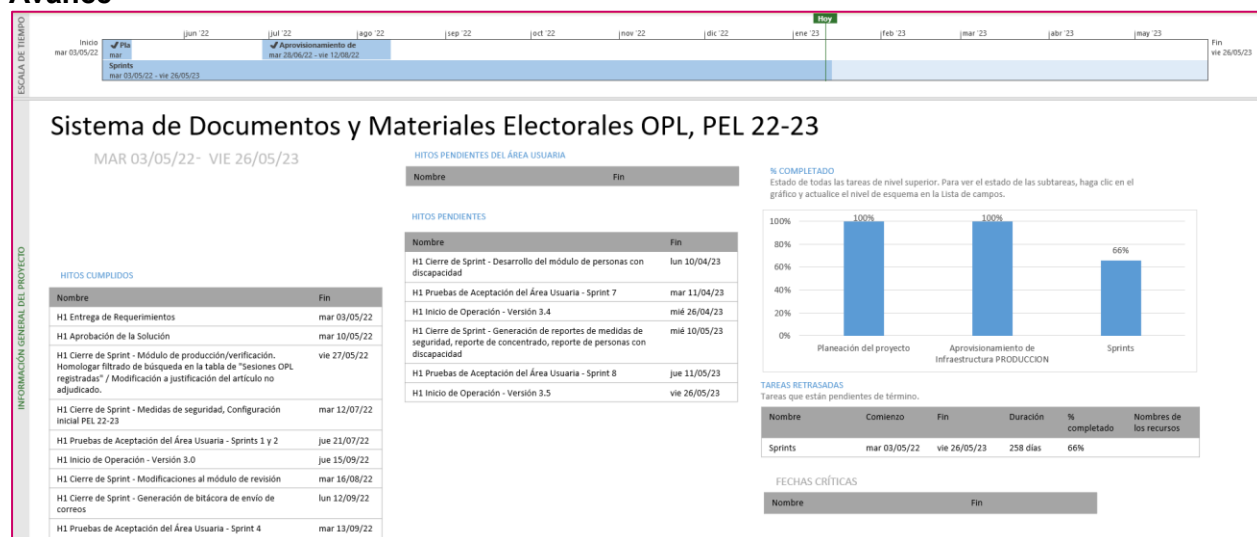 Avance
ESCALA DE TIEMPO
Hoy
jun '22 jul '22 ago '22 sep '22 oct '22 nov '22 dic '22 ene '23 feb '23 mar '23 abr '23 may '23
Inicio
mar 03/05/22
Pla
mar
Aprovisionamiento de
mar 28/06/22 - vie 12/08/22
Sprints
mar 03/05/22 - vie 26/05/23
Fin
vie 26/05/23
INFORMACIÓN GENERAL DEL PROYECTO
Sistema de Documentos y Materiales Electorales OPL, PEL 22-23
MAR 03/05/22- VIE 26/05/23
HITOS CUMPLIDOS
Nombre Fin
H1 Entrega de Requerimientos mar 03/05/22
H1 Aprobación de la Solución mar 10/05/22
H1 Cierre de Sprint - Módulo de producción/verificación. vie 27/05/22
Homologar filtrado de búsqueda en la tabla de "Sesiones OPL
registradas" / Modificación a justificación del artículo no
adjudicado.
H1 Cierre de Sprint - Medidas de seguridad, Configuración mar 12/07/22
Inicial PEL 22-23
H1 Pruebas de Aceptación del Área Usuaria - Sprints 1 y 2 jue 21/07/22
H1 Inicio de Operación - Versión 3.0 jue 15/09/22
H1 Cierre de Sprint - Modificaciones al módulo de revisión mar 16/08/22
H1 Cierre de Sprint - Generación de bitácora de envío de lun 12/09/22
correos
H1 Pruebas de Aceptación del Área Usuaria - Sprint 4 mar 13/09/22
HITOS PENDIENTES DEL ÁREA USUARIA
Nombre Fin
HITOS PENDIENTES
Nombre Fin
H1 Cierre de Sprint - Desarrollo del módulo de personas con lun 10/04/23
discapacidad
H1 Pruebas de Aceptación del Área Usuaria - Sprint 7 mar 11/04/23
H1 Inicio de Operación - Versión 3.4 mié 26/04/23
H1 Cierre de Sprint - Generación de reportes de medidas de mié 10/05/23
seguridad, reporte de concentrado, reporte de personas con
discapacidad
H1 Pruebas de Aceptación del Área Usuaria - Sprint 8 jue 11/05/23
H1 Inicio de Operación - Versión 3.5 vie 26/05/23
% COMPLETADO
Estado de todas las tareas de nivel superior. Para ver el estado de las subtareas, haga clic en el
gráfico y actualice el nivel de esquema en la Lista de campos.
100%
80%
60%
40%
20%
0%
100% 100% 66%
Planeación del proyecto Aprovisionamiento de Sprints
Infraestructura PRODUCCION
TAREAS RETRASADAS
Tareas que están pendientes de término.
Nombre Comienzo Fin Duración % Nombres de
completado los recursos
Sprints mar 03/05/22 vie 26/05/23 258 días 66%
FECHAS CRÍTICAS
Nombre Fin